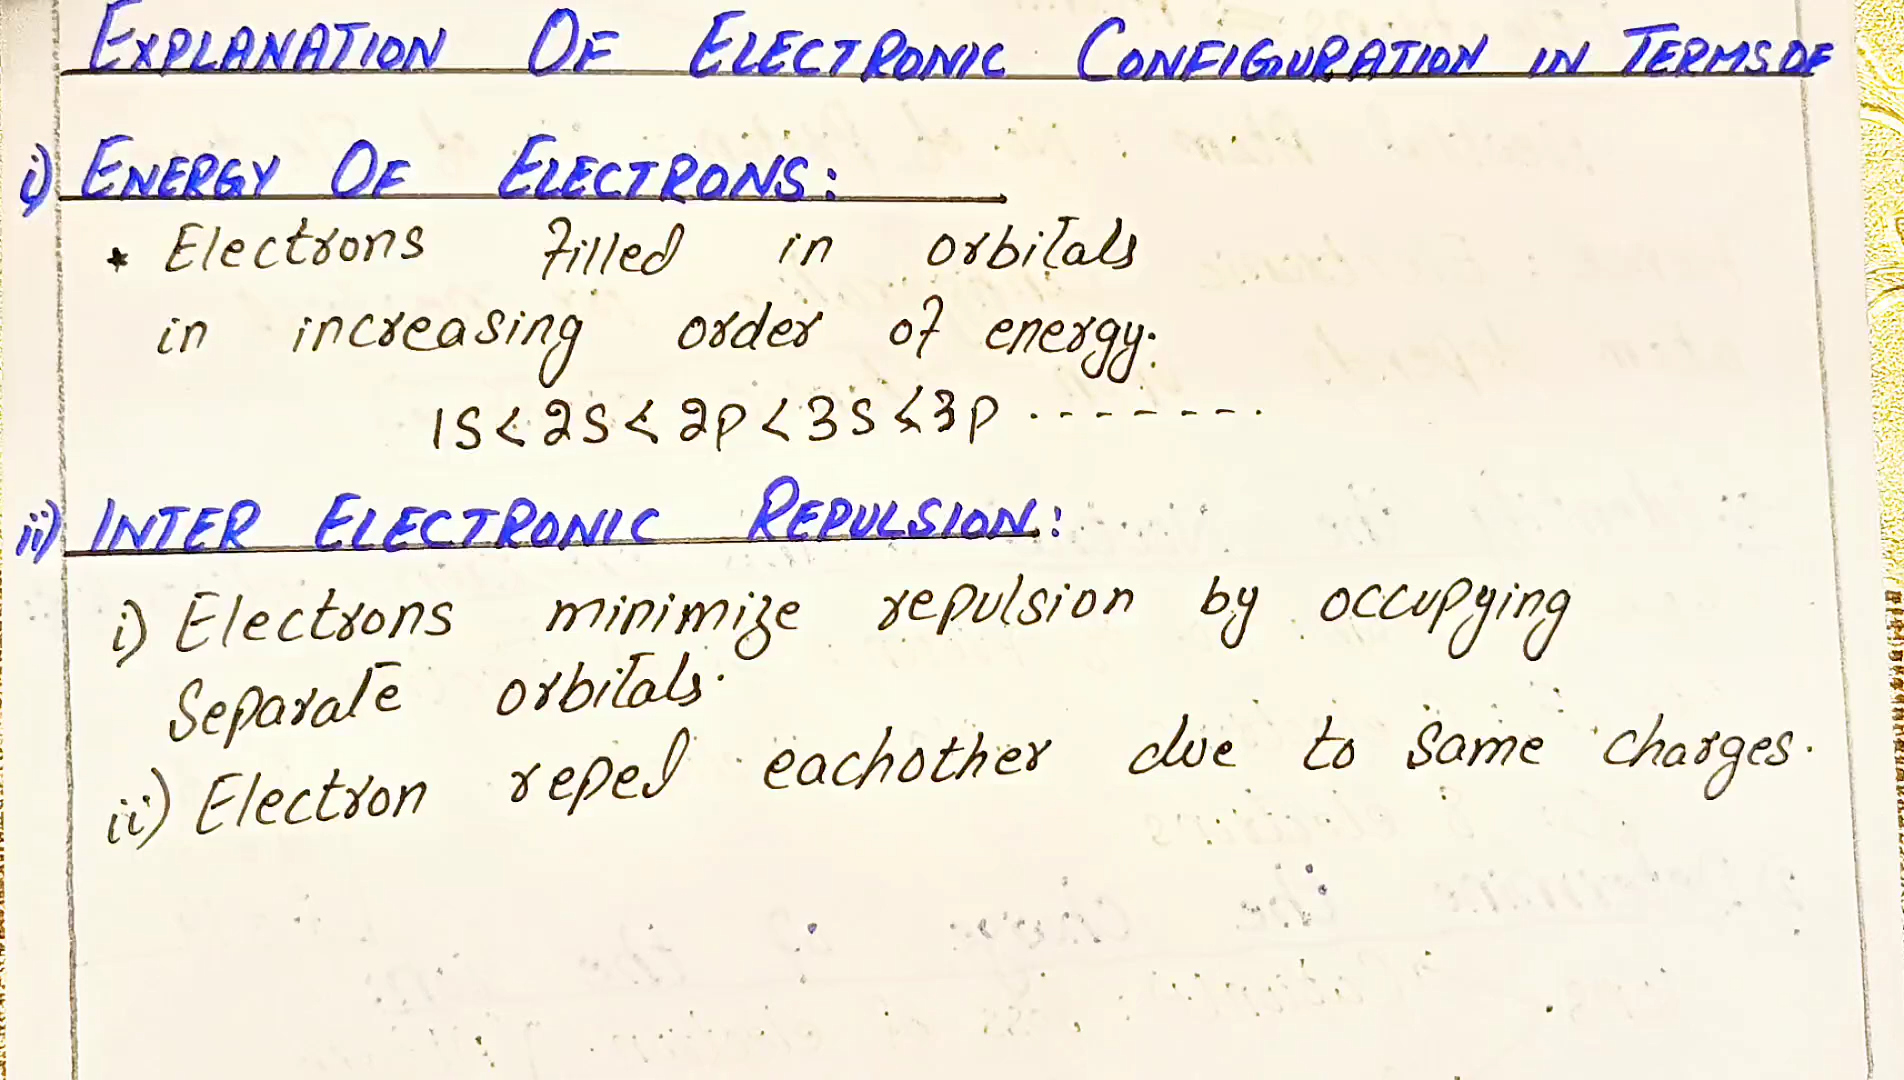 EXPLANATION OF ELECTRONIC CONFIGURATION IN TERMS OF
i) ENERGY OF ELECTRONS:
* Electrons filled in orbitals
in increasing order of energy.
1S < 2S < 2p < 3S < 3p -------
ii) INTER ELECTRONIC REPULSION:
i) Electrons minimize repulsion by occupying
Separate orbitals.
ii) Electron repel eachother due to Same charges.